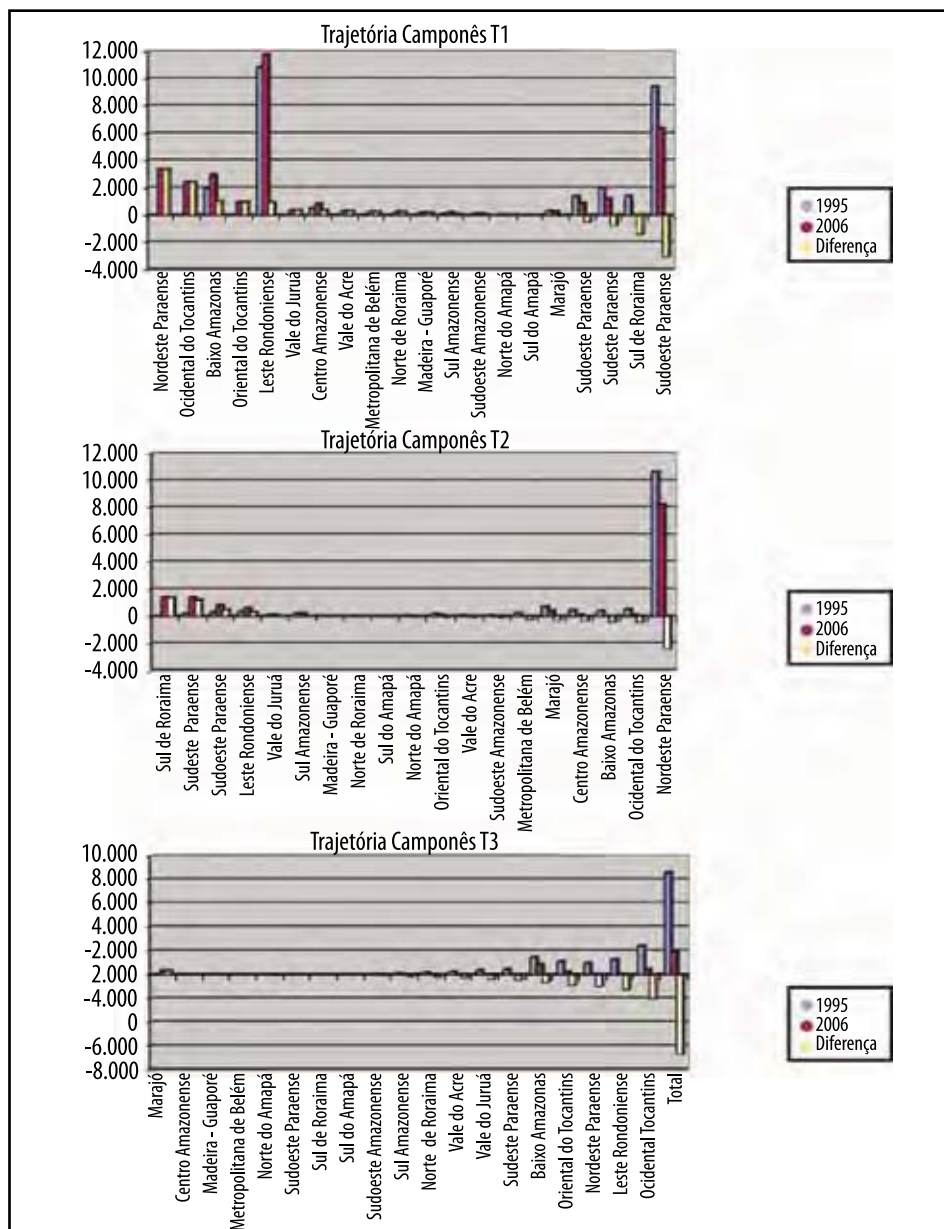 Trajetória Camponês T1
12.000
10.000
8.000
6.000
4.000
2.000
0
-2.000
-4.000
Nordeste Paraense
Ocidental do Tocantins
Baixo Amazonas
Oriental do Tocantins
Leste Rondoniense
Vale do Juruá
Centro Amazonense
Vale do Acre
Metropolitana de Belém
Norte de Roraima
Madeira - Guaporé
Sul Amazonense
Sudoeste Amazonense
Norte do Amapá
Sul do Amapá
Marajó
Sudoeste Paraense
Sudeste Paraense
Sul de Roraima
Sudoeste Paraense
1995
2006
Diferença
Trajetória Camponês T2
12.000
10.000
8.000
6.000
4.000
2.000
0
-2.000
-4.000
Sul de Roraima
Sudeste Paraense
Sudoeste Paraense
Leste Rondoniense
Vale do Juruá
Sul Amazonense
Madeira - Guaporé
Norte de Roraima
Sul do Amapá
Norte do Amapá
Oriental do Tocantins
Vale do Acre
Sudoeste Amazonense
Metropolitana de Belém
Marajó
Centro Amazonense
Baixo Amazonas
Ocidental do Tocantins
Nordeste Paraense
1995
2006
Diferença
Trajetória Camponês T3
10.000
8.000
4.000
-2.000
2.000
-4.000
0
-6.000
-8.000
Marajó
Centro Amazonense
Madeira - Guaporé
Metropolitana de Belém
Norte do Amapá
Sudoeste Paraense
Sul de Roraima
Sul do Amapá
Sudoeste Amazonense
Sul Amazonense
Norte de Roraima
Vale do Acre
Vale do Juruá
Sudeste Paraense
Baixo Amazonas
Oriental do Tocantins
Nordeste Paraense
Leste Rondoniense
Ocidental Tocantins
Total
1995
2006
Diferença